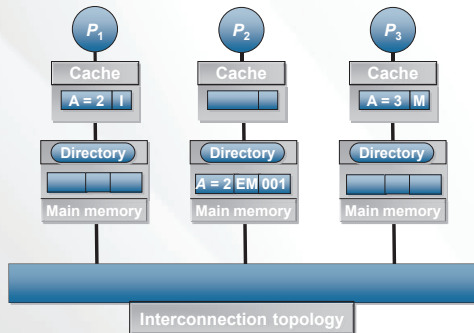 P1 P2 P3
Cache Cache Cache
A = 2 I A = 3 M
Directory Directory Directory
A = 2 EM 001
Main memory Main memory Main memory
Interconnection topology